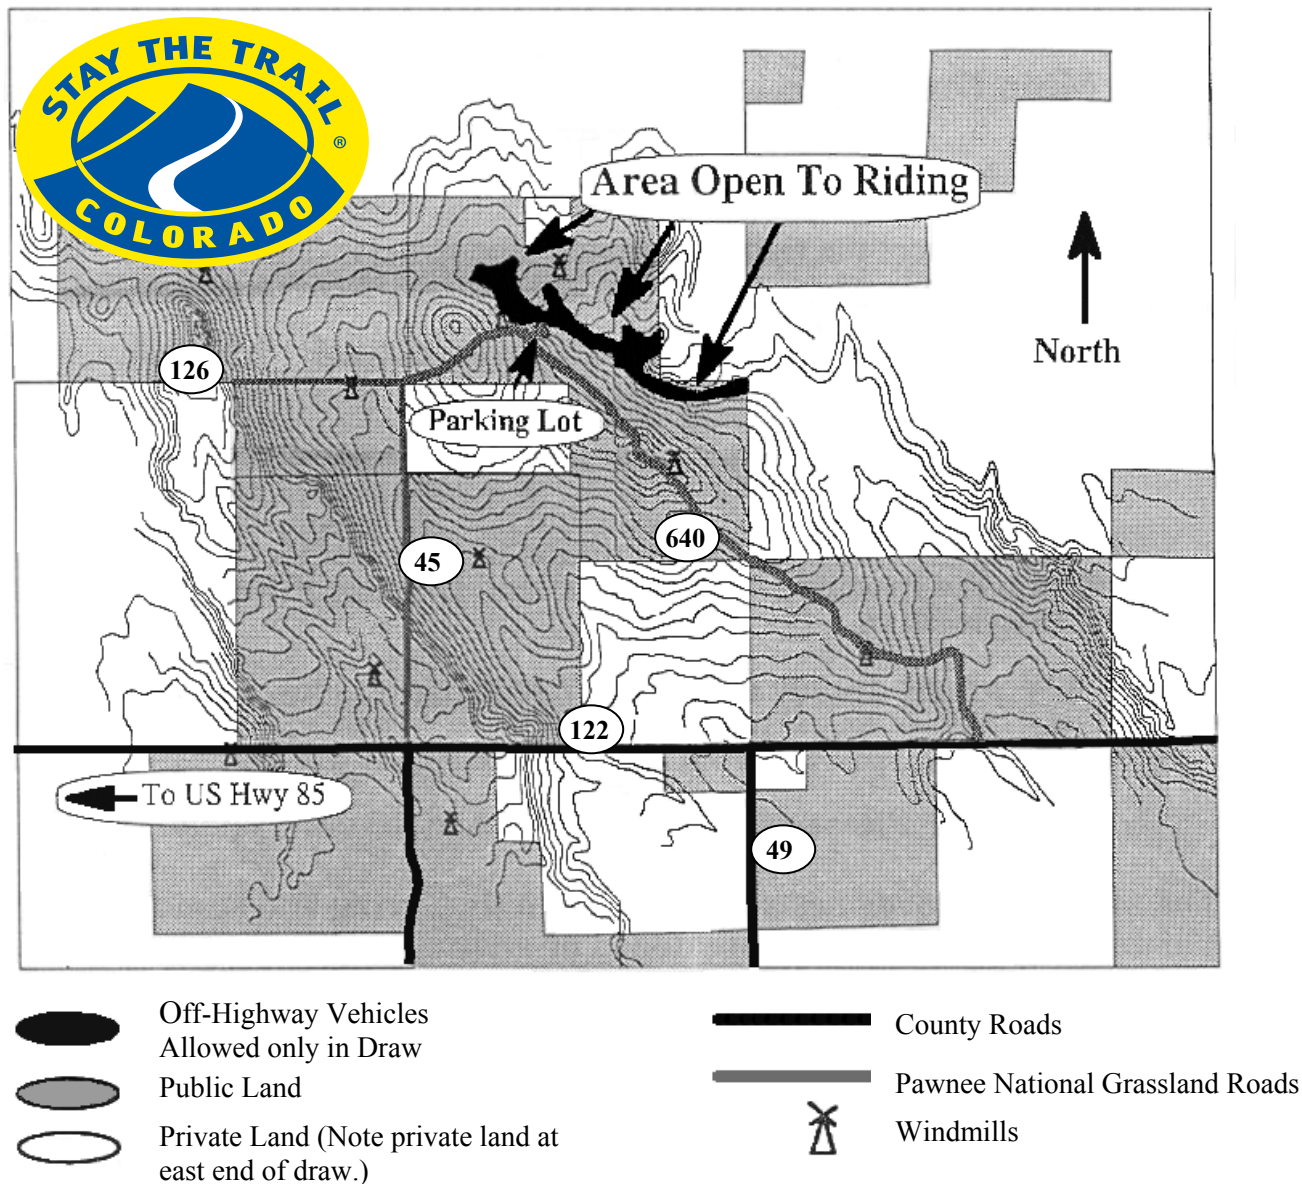 STAY THE TRAIL
®
COLORADO
Area Open To Riding
North
126
Parking Lot
640
45
122
To US Hwy 85
49
Off-Highway Vehicles
Allowed only in Draw
Public Land
Private Land (Note private land at
east end of draw.)
County Roads
Pawnee National Grassland Roads
Windmills